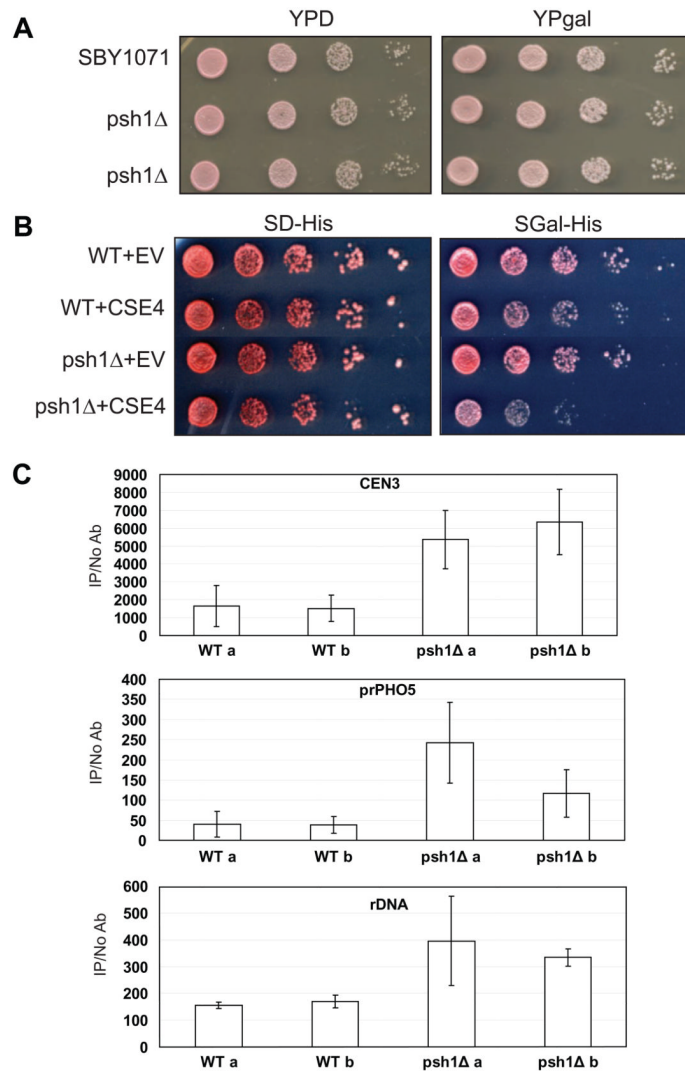 A
YPD
YPgal
SBY1071
psh1Δ
psh1Δ
B
SD-His
SGal-His
WT+EV
WT+CSE4
psh1Δ+EV
psh1Δ+CSE4
C
CEN3
IP/No Ab
9000
8000
7000
6000
5000
4000
3000
2000
1000
0
WT a WT b psh1Δ a psh1Δ b
prPHO5
IP/No Ab
400
350
300
250
200
150
100
50
0
WT a WT b psh1Δ a psh1Δ b
rDNA
IP/No Ab
600
500
400
300
200
100
0
WT a WT b psh1Δ a psh1Δ b